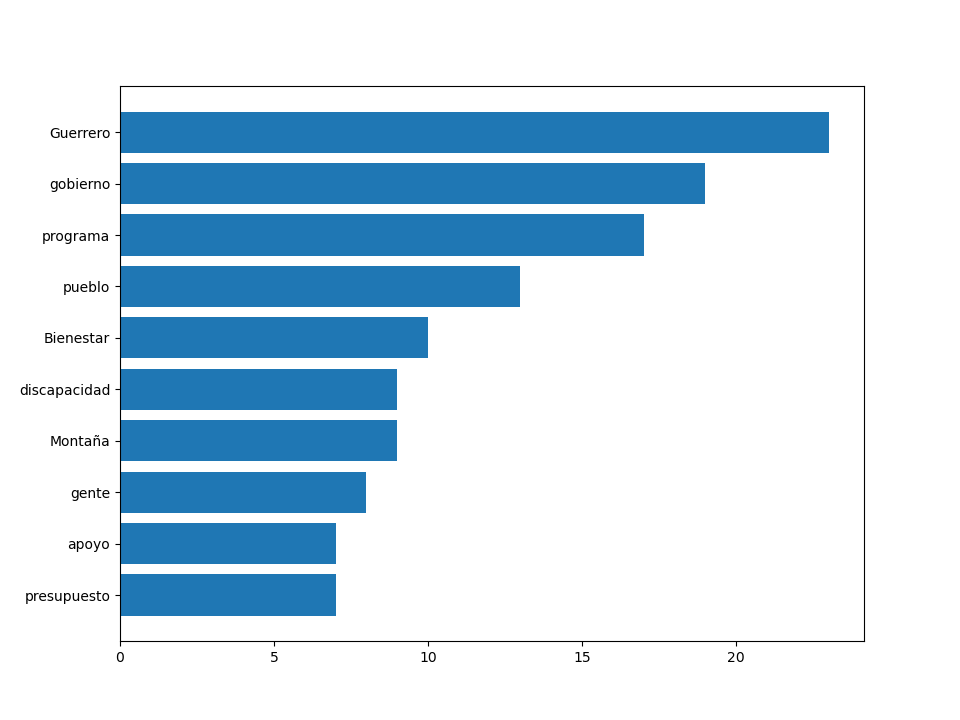 Guerrero
gobierno
programa
pueblo
Bienestar
discapacidad
Montaña
gente
apoyo
presupuesto
0 5 10 15 20